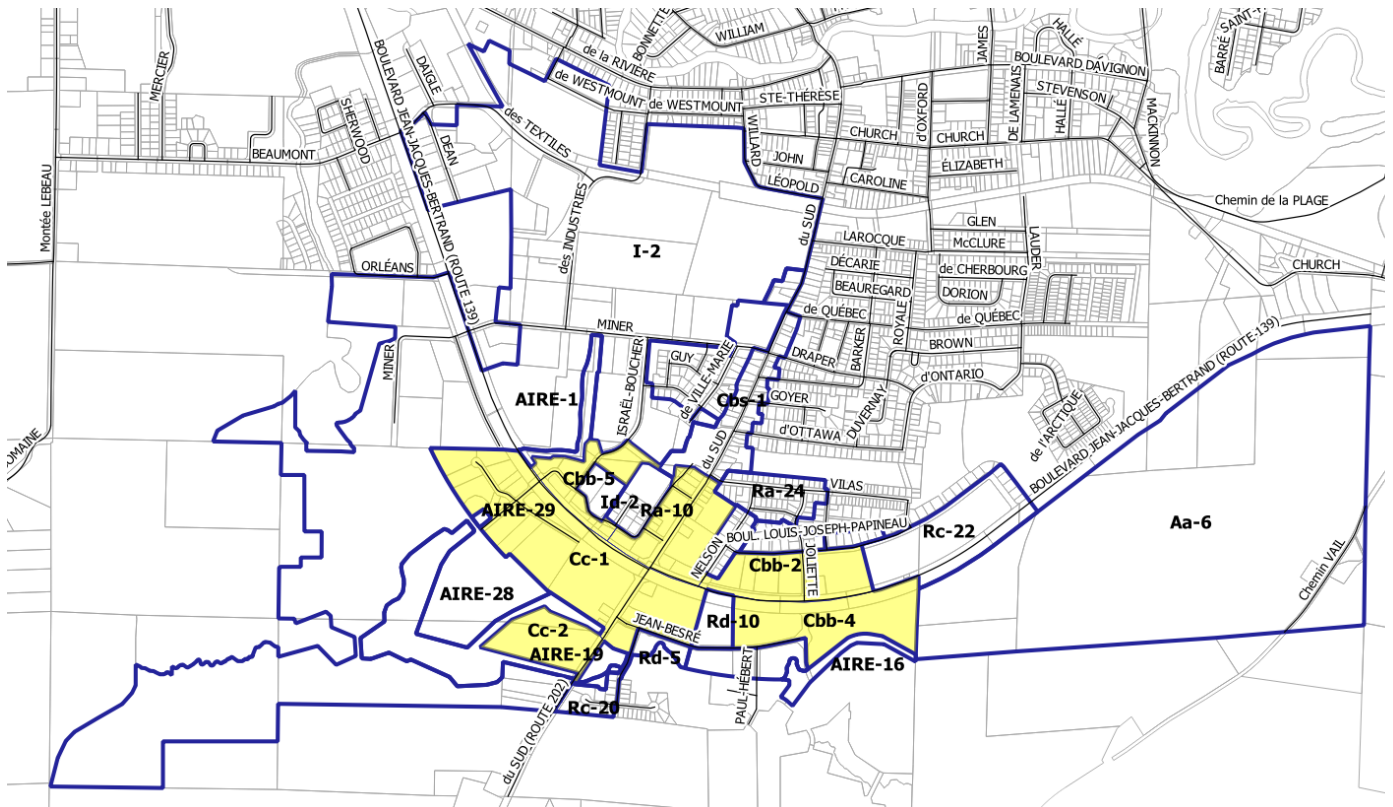 WILLIAM
BONNETTE
HALLÉ
JAMES
de la RIVIÈRE
BOULEVARD DAVIGNON
DAIGLE
MERCIER
de WESTMOUNT
de WESTMOUNT
STE-THÉRÈSE
STEVENSON
HALLÉ
DE LAMENAIS
d'OXFORD
MACKINNON
SHERWOOD
BOULEVARD JEAN-JACQUES-BERTRAND (ROUTE 139)
des TEXTILES
DEAN
WILLARD
CHURCH
CHURCH
BEAUMONT
JOHN
ÉLIZABETH
LÉOPOLD
CAROLINE
Chemin de la PLAGE
Montée LEBEAU
des INDUSTRIES
du SUD
GLEN
McCLURE
LAUDER
LAROCQUE
I-2
ORLÉANS
DÉCARIE
de CHERBOURG
CHURCH
BEAUREGARD
DORION
ROYALE
de QUÉBEC
de QUÉBEC
MINER
MINER
ISRAËL-BOUCHER
GUY
de VILLE-MARIE
DRAPER
BARKER
BROWN
BOULEVARD JEAN-JACQUES-BERTRAND (ROUTE-139)
d'ONTARIO
AIRE-1
Cbs-1
GOYER
DUVERNAY
de l'ARCTIQUE
d'OTTAWA
OMAINE
du SUD
Cbb-5
Ra-24
VILAS
Id-2
Ra-10
AIRE-29
BOUL. LOUIS-JOSEPH-PAPINEAU
Rc-22
Aa-6
NELSON
JOLIETTE
Cc-1
Cbb-2
Chemin VAIL
AIRE-28
Cc-2
JEAN-BESRÉ
Rd-10
Cbb-4
AIRE-19
Rd-5
AIRE-16
PAUL-HÉBERT
Rc-20
du SUD (ROUTE 202)